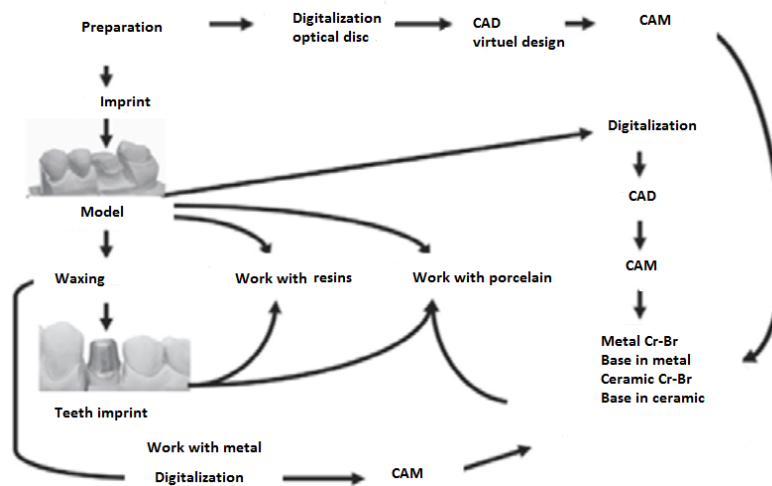 Preparation
Digitalization
optical disc
CAD
virtuel design
CAM
Imprint
Digitalization
Model
CAD
CAM
Waxing
Work with resins
Work with porcelain
Metal Cr-Br
Base in metal
Ceramic Cr-Br
Base in ceramic
Teeth imprint
Work with metal
Digitalization
CAM